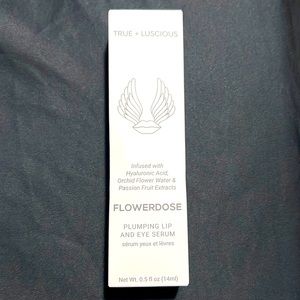 TRUE + LUSCIOUS
Infused with
Hyaluronic Acid,
Orchid Flower Water &
Passion Fruit Extracts
FLOWERDOSE
PLUMPING LIP
AND EYE SERUM
sérum yeux et lèvres
Net Wt. 0.5 fl oz (14ml)